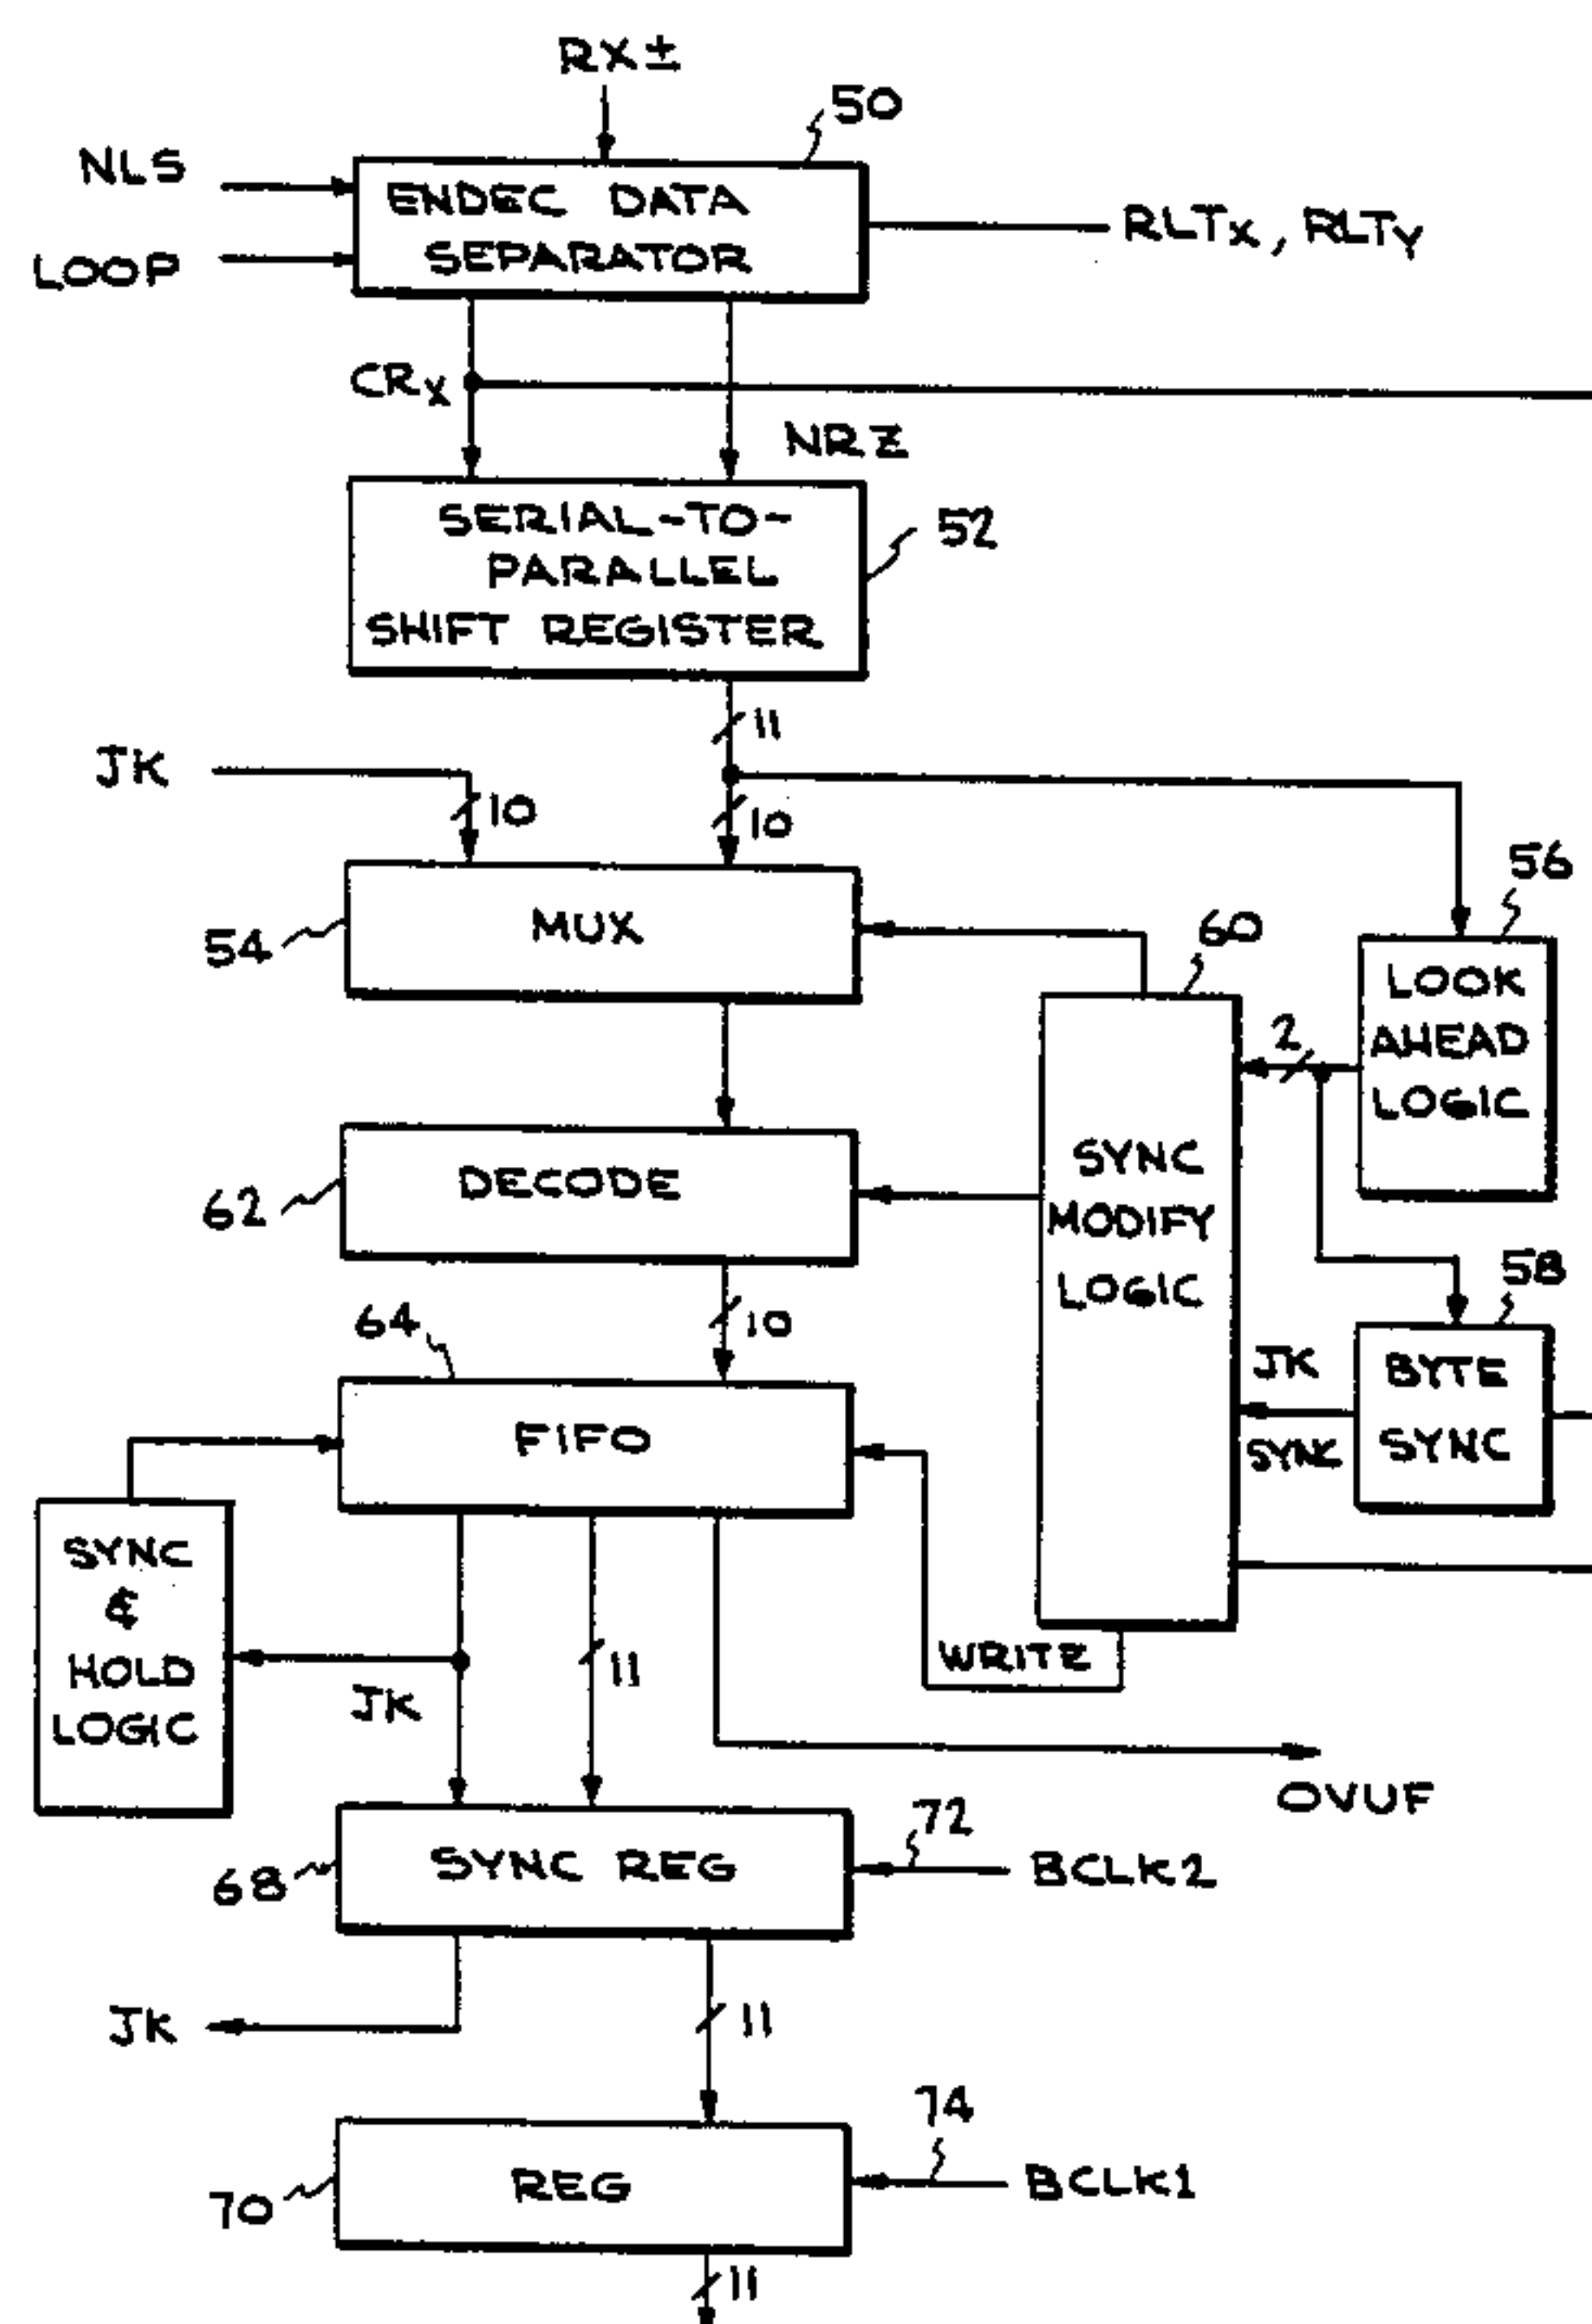 RX±
50
NLS
ENDEC DATA
SEPARATOR
RLTx, RLTY
LOOP
CRx
NRZ
SERIAL-TO-
PARALLEL
SHIFT REGISTER
52
11
JK
10
10
56
MUX
54
60
LOOK
AHEAD
LOGIC
2
SYNC
MODIFY
LOGIC
DECODE
62
58
64
10
JK
SYNC
BYTE
SYNC
FIFO
SYNC
&
HOLD
LOGIC
JK
11
WRITE
OVUF
72
SYNC REG
68
BCLK2
JK
11
74
REG
70
BCLK1
11